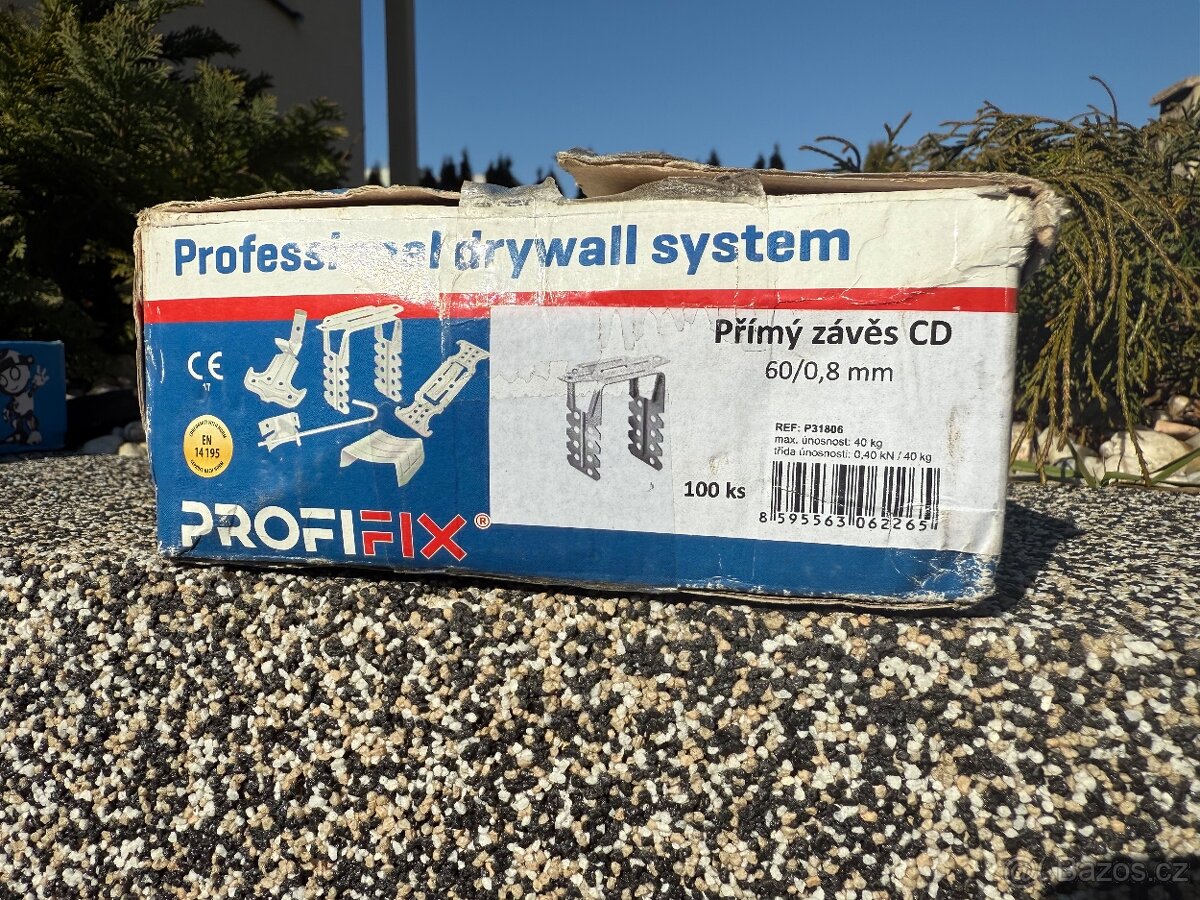 Professional drywall system
CE
17
EN
14195
PROFIFIX®
Přímý závěs CD
60/0,8 mm
REF: P31806
max. únosnost: 40 kg
třída únosnosti: 0,40 kN / 40 kg
100 ks
8 595563 062265
Bazos.cz